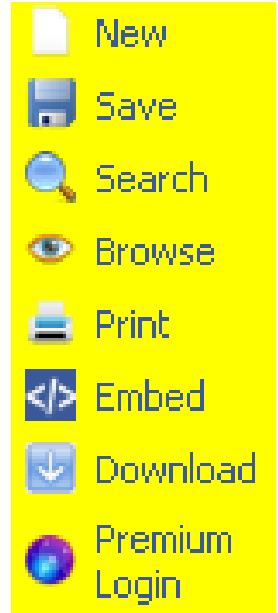 New
Save
Search
Browse
Print
Embed
Download
Premium
Login